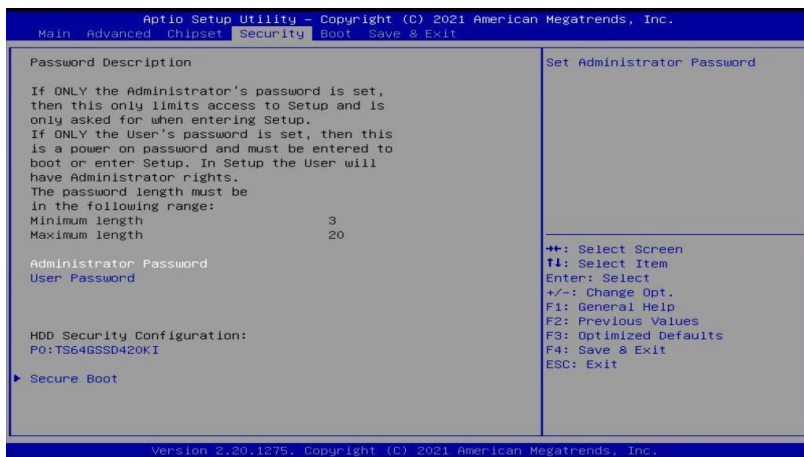 Aptio Setup Utility – Copyright (C) 2021 American Megatrends, Inc.
Main Advanced Chipset Security Boot Save & Exit
Password Description
If ONLY the Administrator's password is set,
then this only limits access to Setup and is
only asked for when entering Setup.
If ONLY the User's password is set, then this
is a power on password and must be entered to
boot or enter Setup. In Setup the User will
have Administrator rights.
The password length must be
in the following range:
Minimum length 3
Maximum length 20
Administrator Password
User Password
HDD Security Configuration:
P0:TS64GSSD420KI
▶ Secure Boot
Set Administrator Password
→←: Select Screen
↑↓: Select Item
Enter: Select
+/-: Change Opt.
F1: General Help
F2: Previous Values
F3: Optimized Defaults
F4: Save & Exit
ESC: Exit
Version 2.20.1275. Copyright (C) 2021 American Megatrends, Inc.